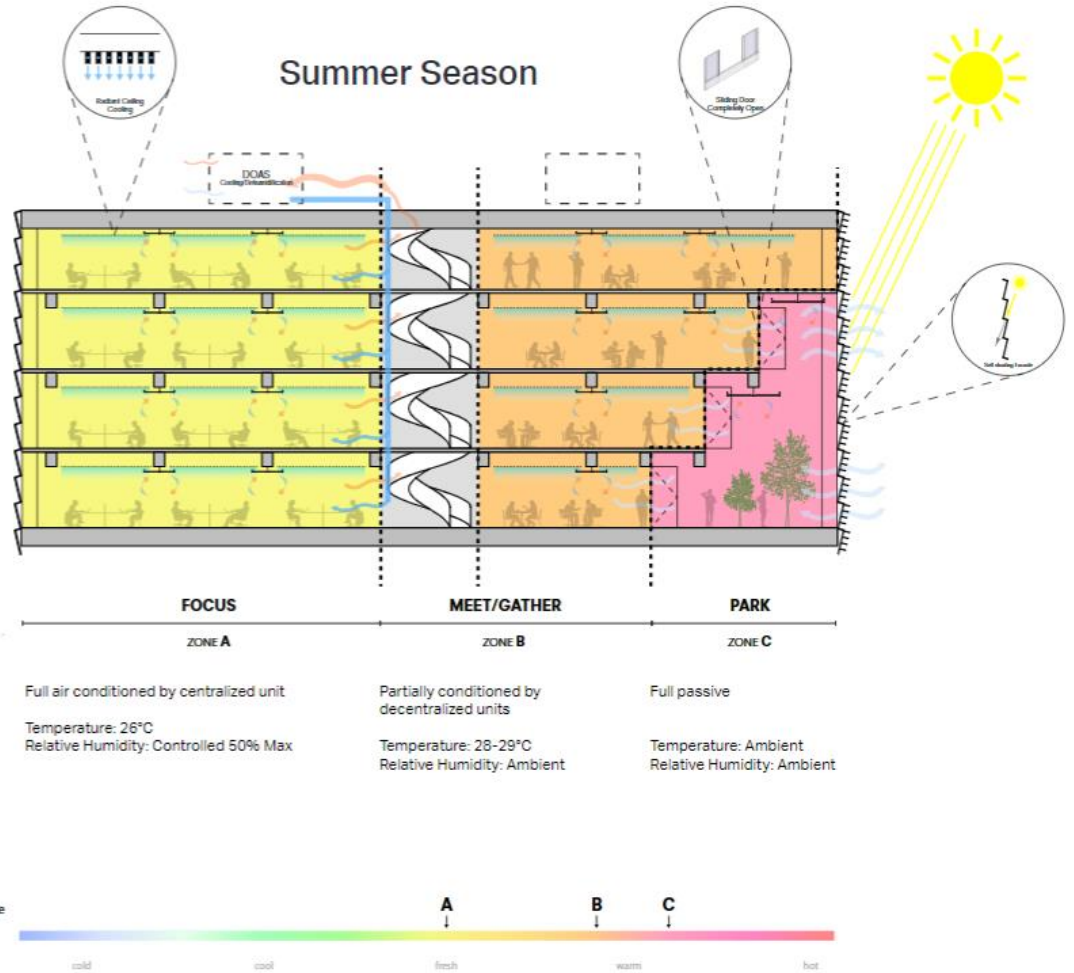 Summer Season
Radiant Ceiling
Cooling
Sliding Door
Completely Open
DOAS
Cooling/Dehumidification
Self shading Facade
FOCUS
MEET/GATHER
PARK
ZONE A
ZONE B
ZONE C
Full air conditioned by centralized unit
Temperature: 26°C
Relative Humidity: Controlled 50% Max
Partially conditioned by
decentralized units
Temperature: 28-29°C
Relative Humidity: Ambient
Full passive
Temperature: Ambient
Relative Humidity: Ambient
A
B
C
cold
cool
fresh
warm
hot